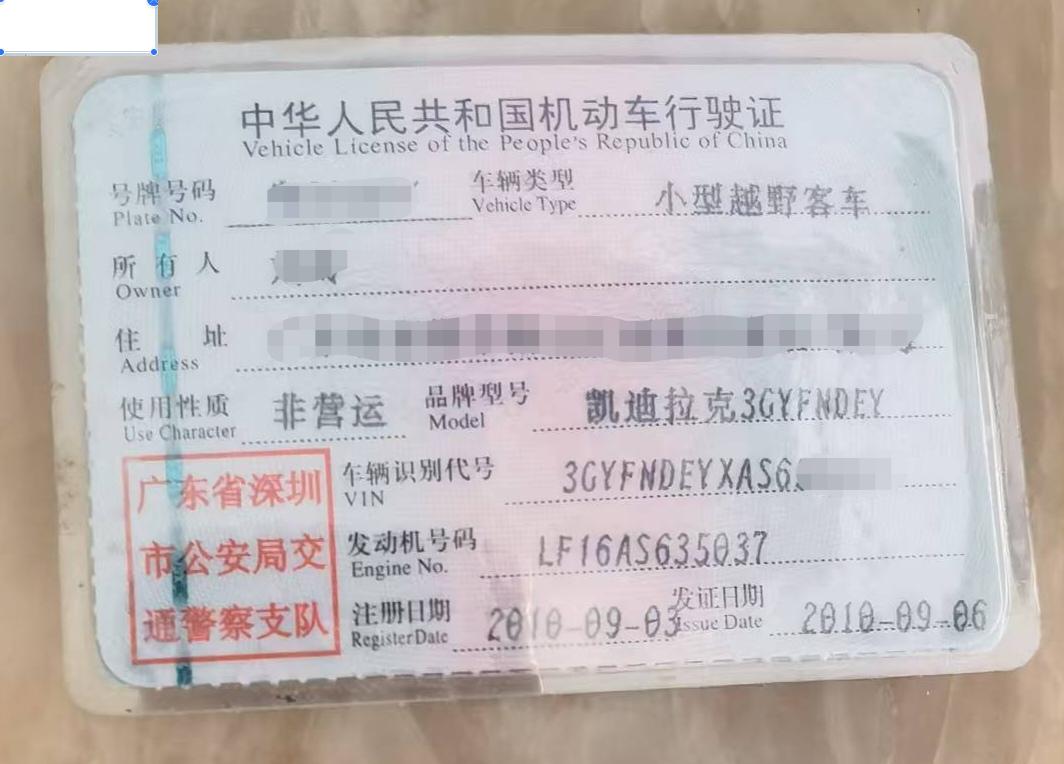 中华人民共和国机动车行驶证
Vehicle License of the People's Republic of China
号牌号码
Plate No.
车辆类型
Vehicle Type
小型越野客车
所有人
Owner
住址
Address
使用性质
Use Character
非营运
品牌型号
Model
凯迪拉克3GYFNDEY
广东省深圳
市公安局交
通警察支队
车辆识别代号
VIN
3GYFNDEYXAS6
发动机号码
Engine No.
LF16AS635037
注册日期
Register Date
2010-09-03
发证日期
Issue Date
2010-09-06